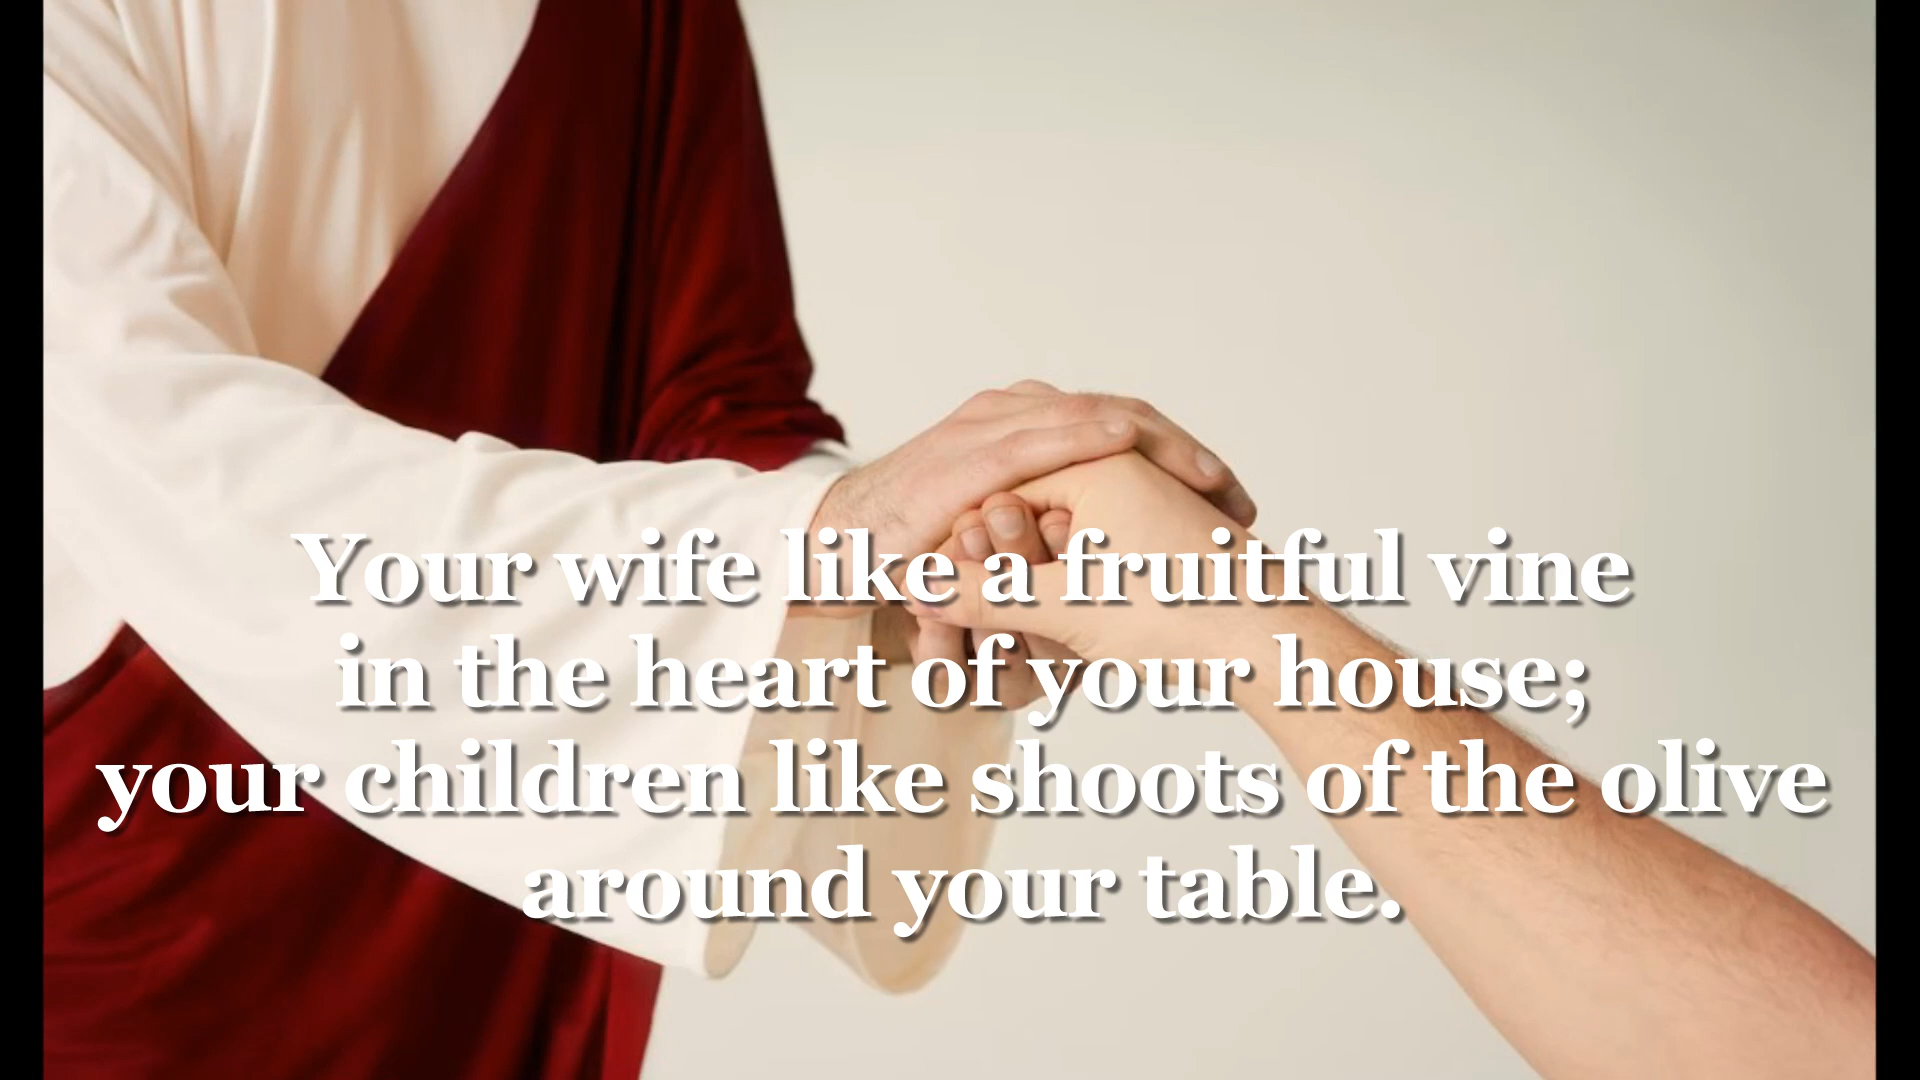 Your wife like a fruitful vine
in the heart of your house;
your children like shoots of the olive
around your table.